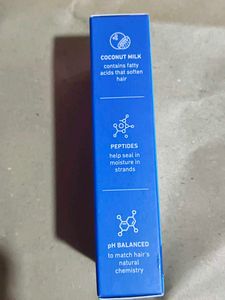 COCONUT MILK
contains fatty
acids that soften
hair
PEPTIDES
help seal in
moisture in
strands
pH BALANCED
to match hair's
natural
chemistry